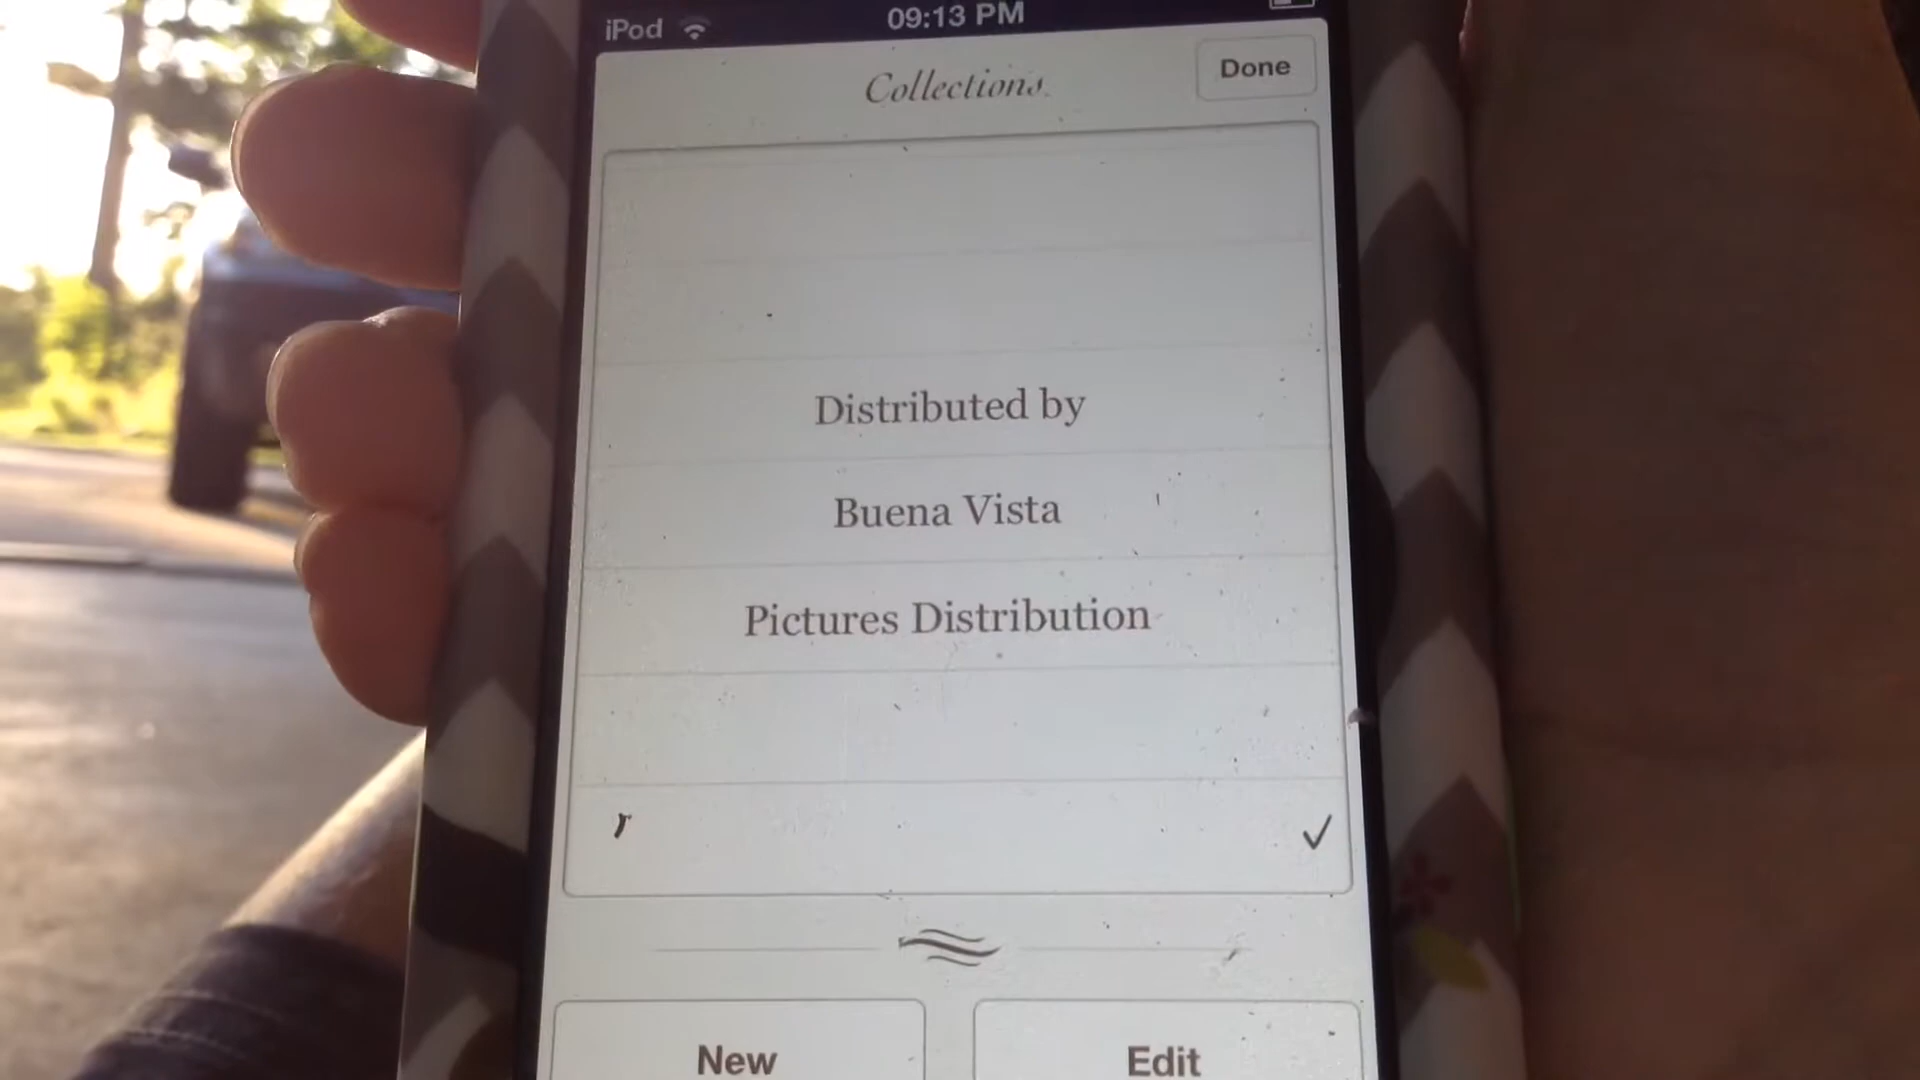 iPod 09:13 PM
Collections
Done
Distributed by
Buena Vista
Pictures Distribution
r
New
Edit